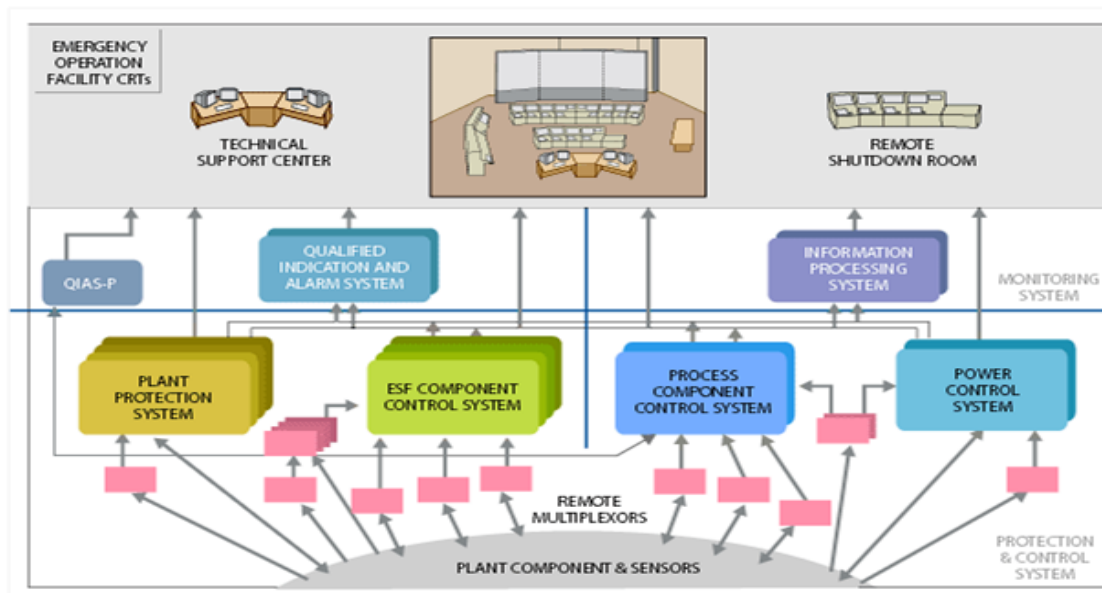 EMERGENCY
OPERATION
FACILITY CRTs
TECHNICAL
SUPPORT CENTER
REMOTE
SHUTDOWN ROOM
QIAS-P
QUALIFIED
INDICATION AND
ALARM SYSTEM
INFORMATION
PROCESSING
SYSTEM
MONITORING
SYSTEM
PLANT
PROTECTION
SYSTEM
ESF COMPONENT
CONTROL SYSTEM
PROCESS
COMPONENT
CONTROL SYSTEM
POWER
CONTROL
SYSTEM
REMOTE
MULTIPLEXORS
PROTECTION
& CONTROL
SYSTEM
PLANT COMPONENT & SENSORS